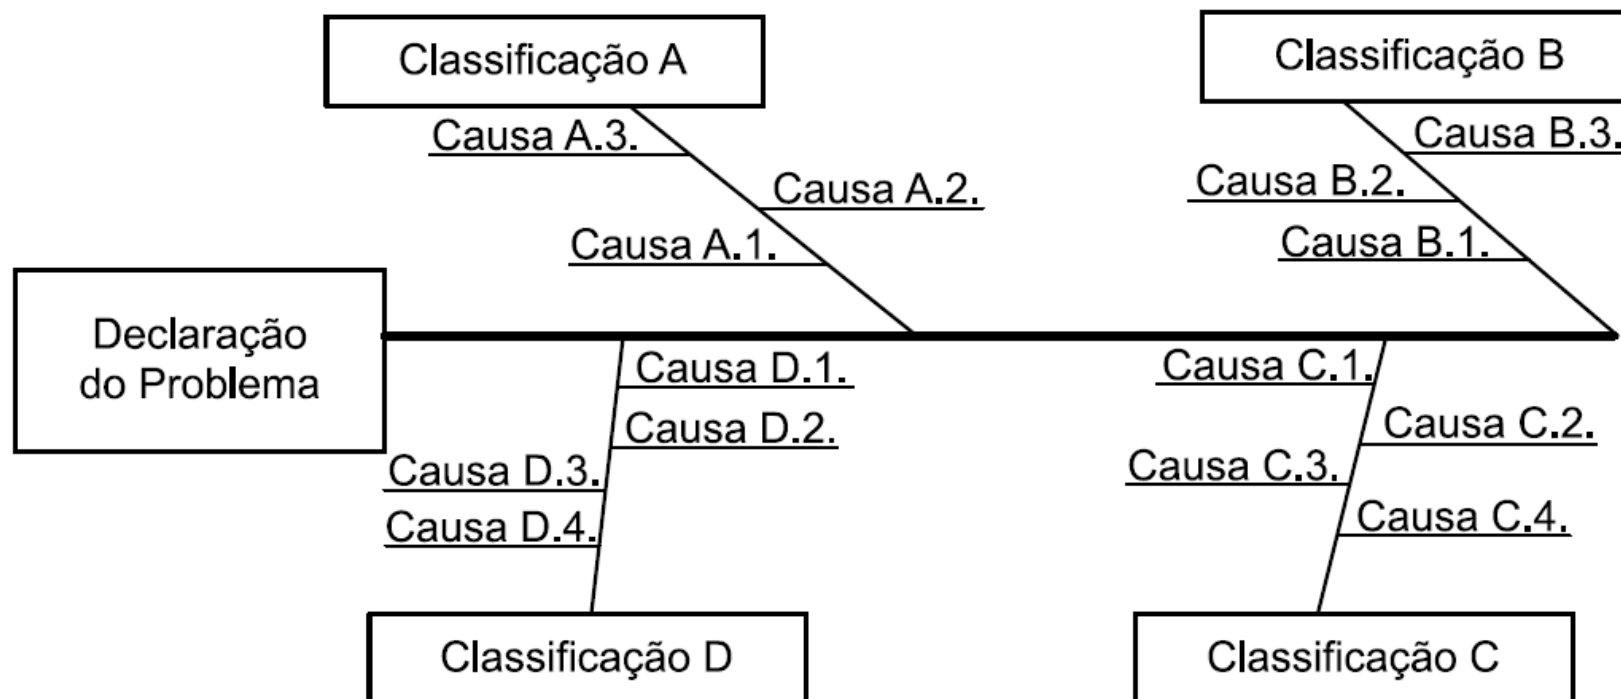 Classificação A
Classificação B
Causa A.3.
Causa B.3.
Causa A.2.
Causa B.2.
Causa A.1.
Causa B.1.
Declaração
do Problema
Causa D.1.
Causa C.1.
Causa D.2.
Causa C.2.
Causa D.3.
Causa C.3.
Causa D.4.
Causa C.4.
Classificação D
Classificação C